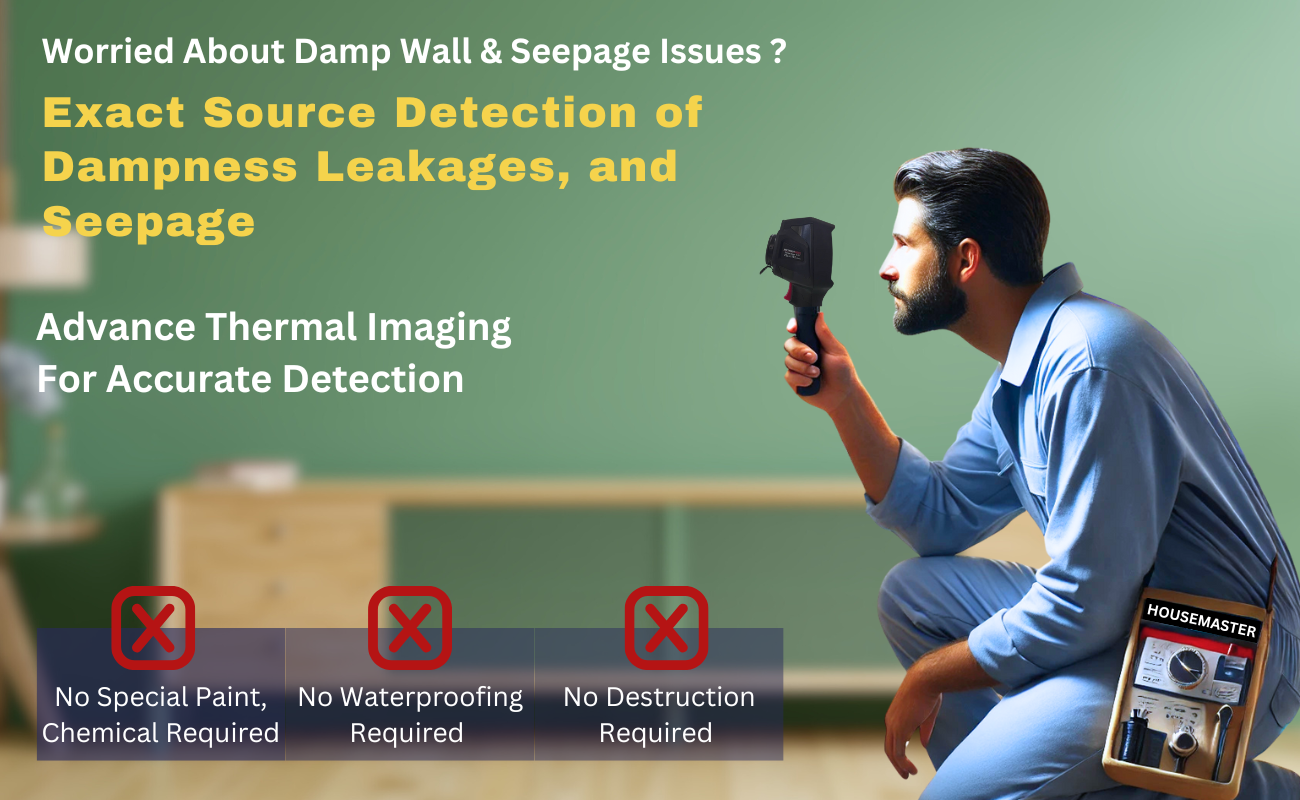 Worried About Damp Wall & Seepage Issues ?
Exact Source Detection of
Dampness Leakages, and
Seepage
Advance Thermal Imaging
For Accurate Detection
No Special Paint,
Chemical Required
No Waterproofing
Required
No Destruction
Required
HOUSEMASTER